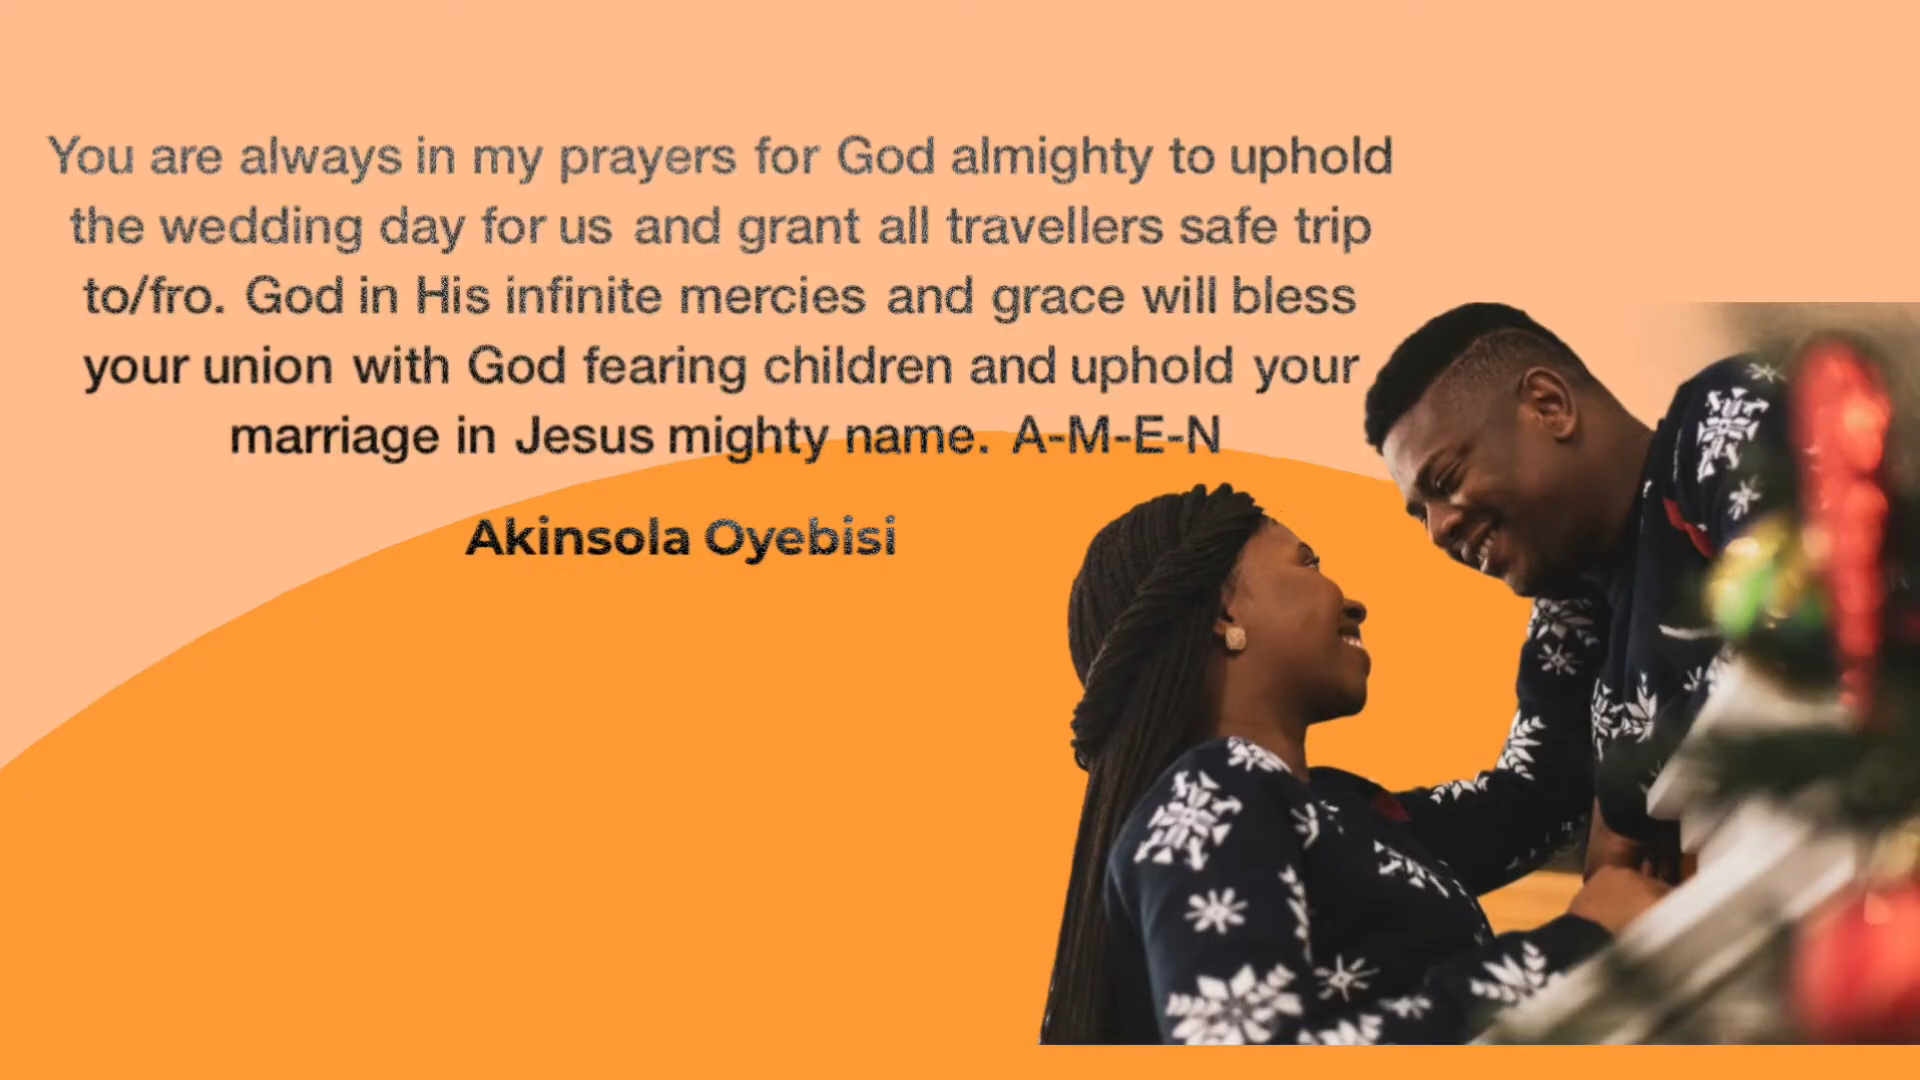 You are always in my prayers for God almighty to uphold
the wedding day for us and grant all travellers safe trip
to/fro. God in His infinite mercies and grace will bless
your union with God fearing children and uphold your
marriage in Jesus mighty name. A-M-E-N
Akinsola Oyebisi